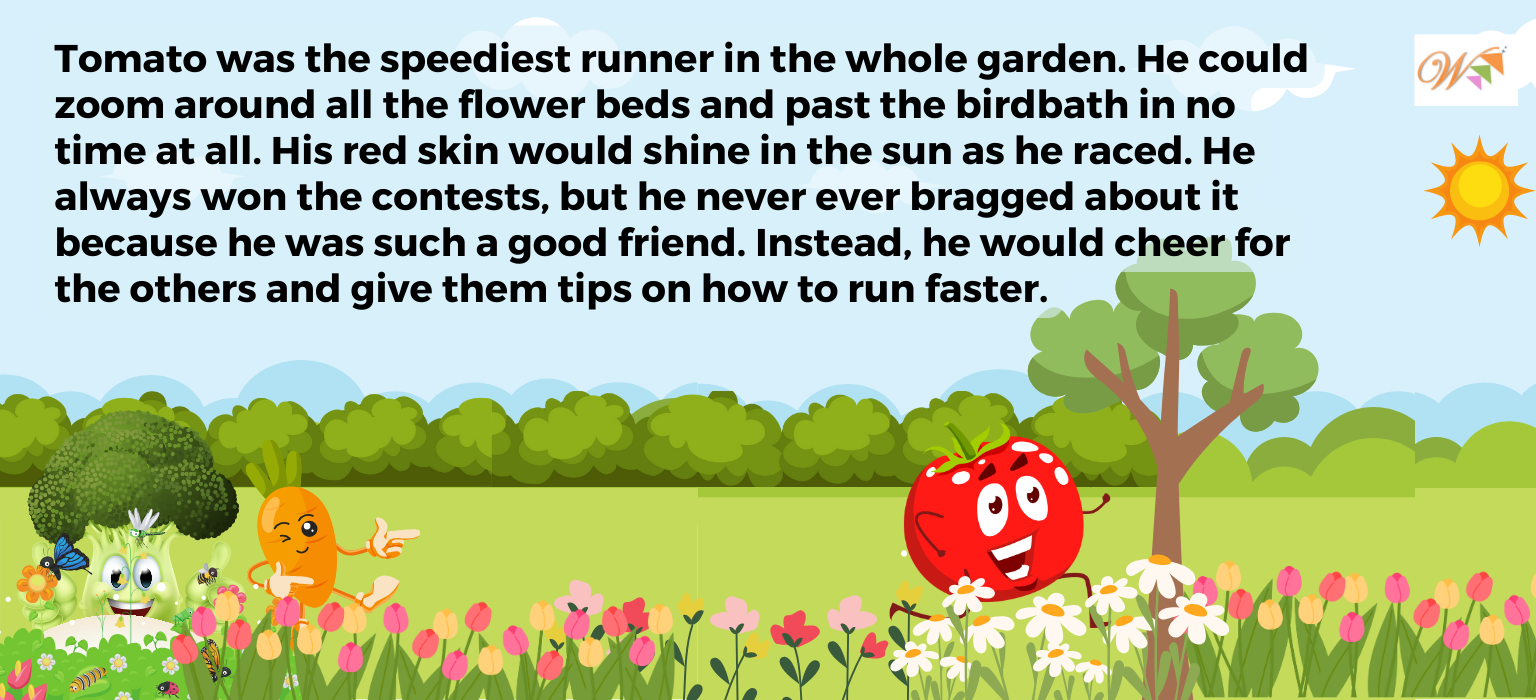 Tomato was the speediest runner in the whole garden. He could
zoom around all the flower beds and past the birdbath in no
time at all. His red skin would shine in the sun as he raced. He
always won the contests, but he never ever bragged about it
because he was such a good friend. Instead, he would cheer for
the others and give them tips on how to run faster.
W